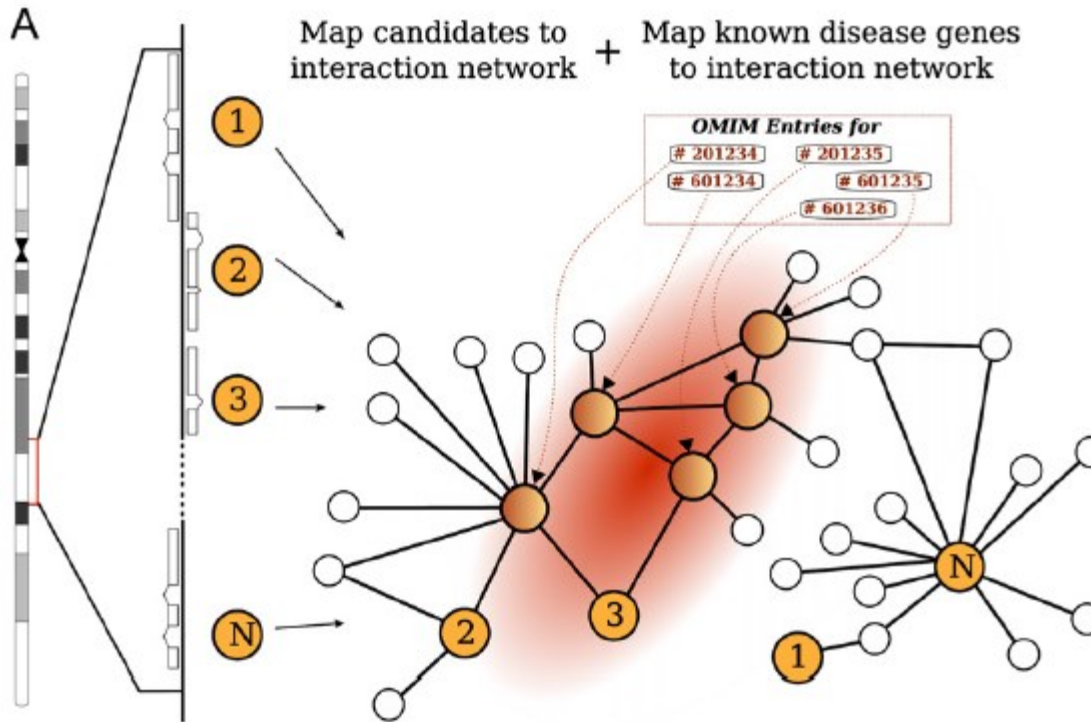 A
Map candidates to
interaction network
+
Map known disease genes
to interaction network
OMIM Entries for
# 201234
# 201235
# 601234
# 601235
# 601236
1
2
3
N
2
3
N
1